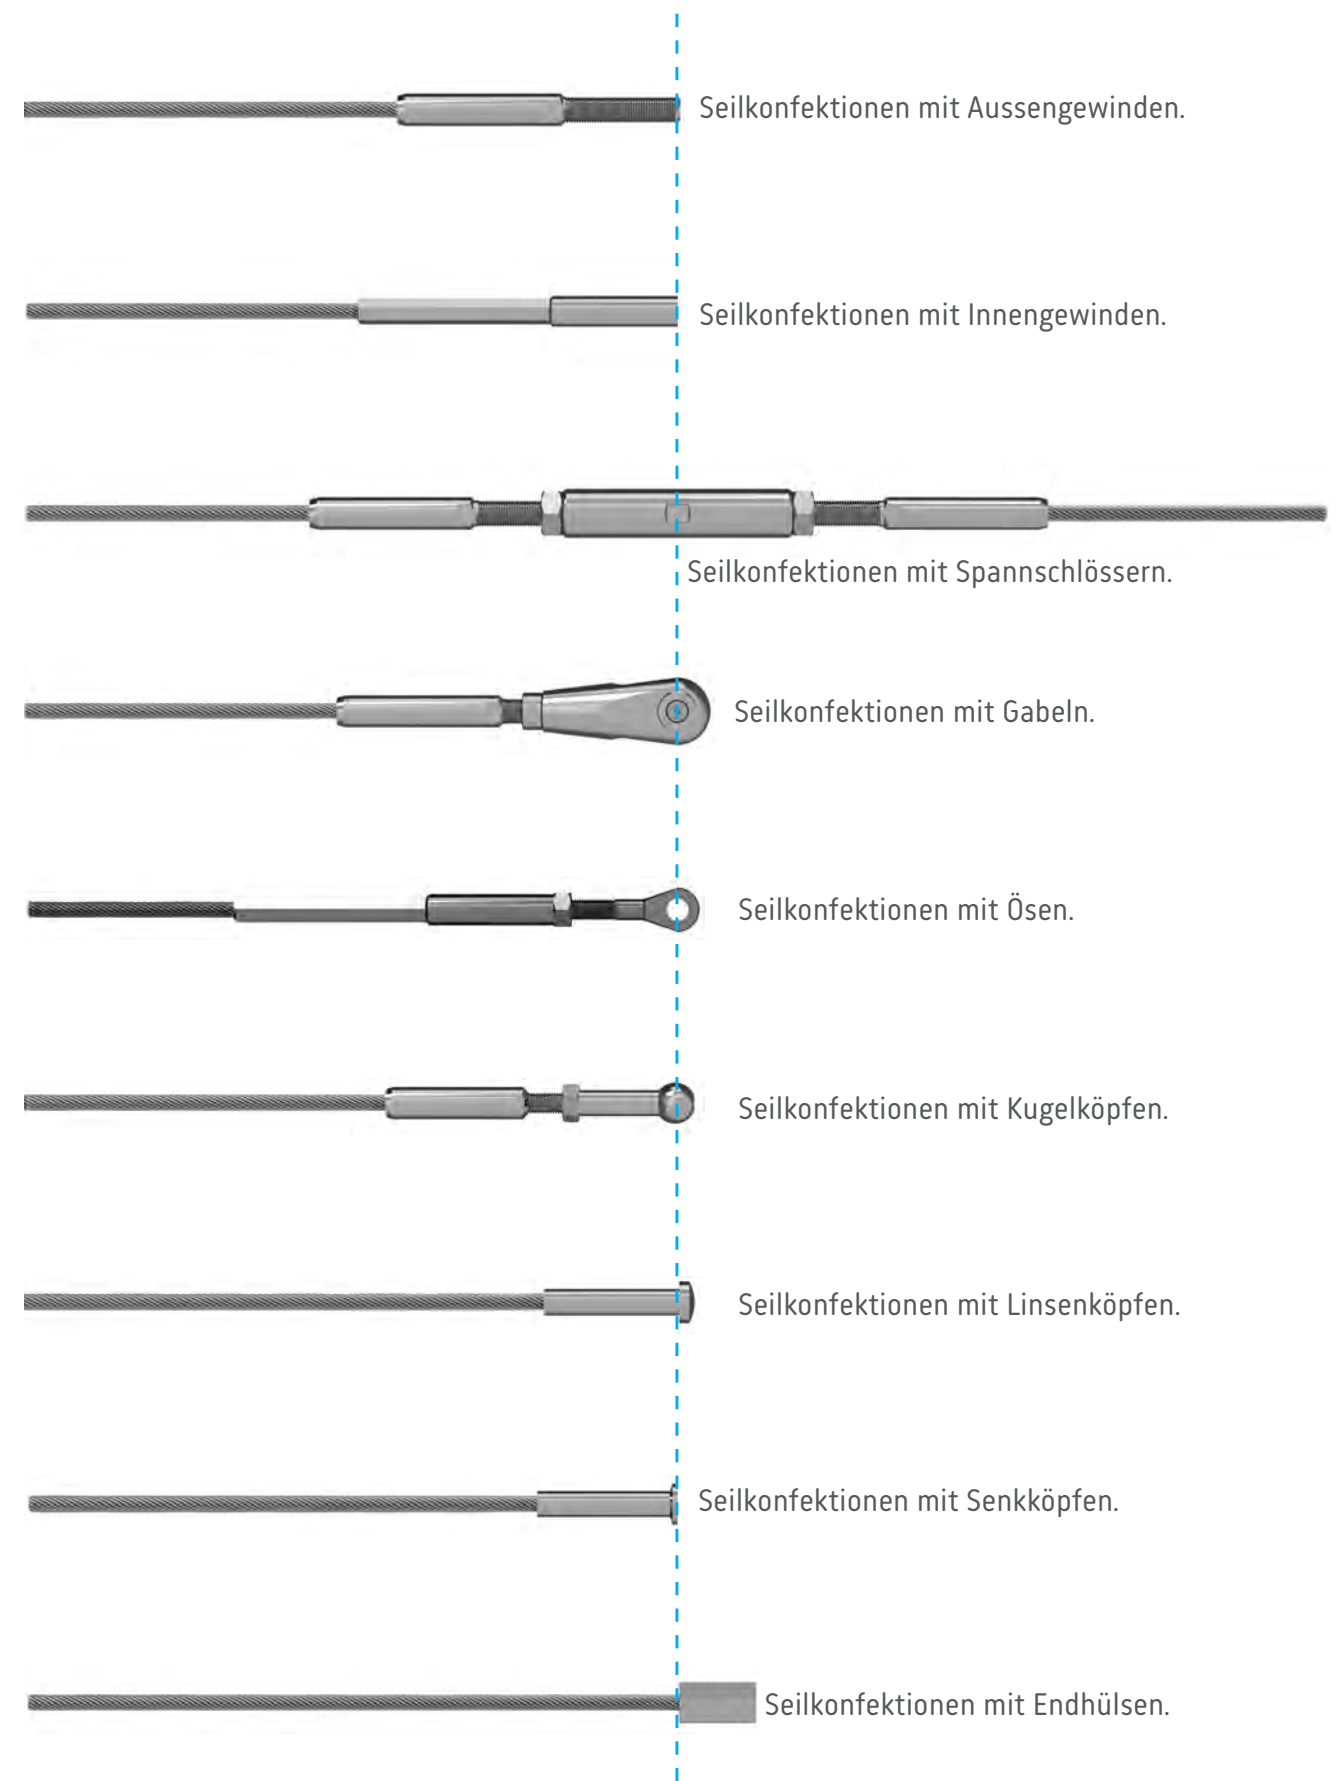 Seilkonfektionen mit Aussengewinden.
Seilkonfektionen mit Innengewinden.
Seilkonfektionen mit Spannschlössern.
Seilkonfektionen mit Gabeln.
Seilkonfektionen mit Ösen.
Seilkonfektionen mit Kugelköpfen.
Seilkonfektionen mit Linsenköpfen.
Seilkonfektionen mit Senkköpfen.
Seilkonfektionen mit Endhülsen.